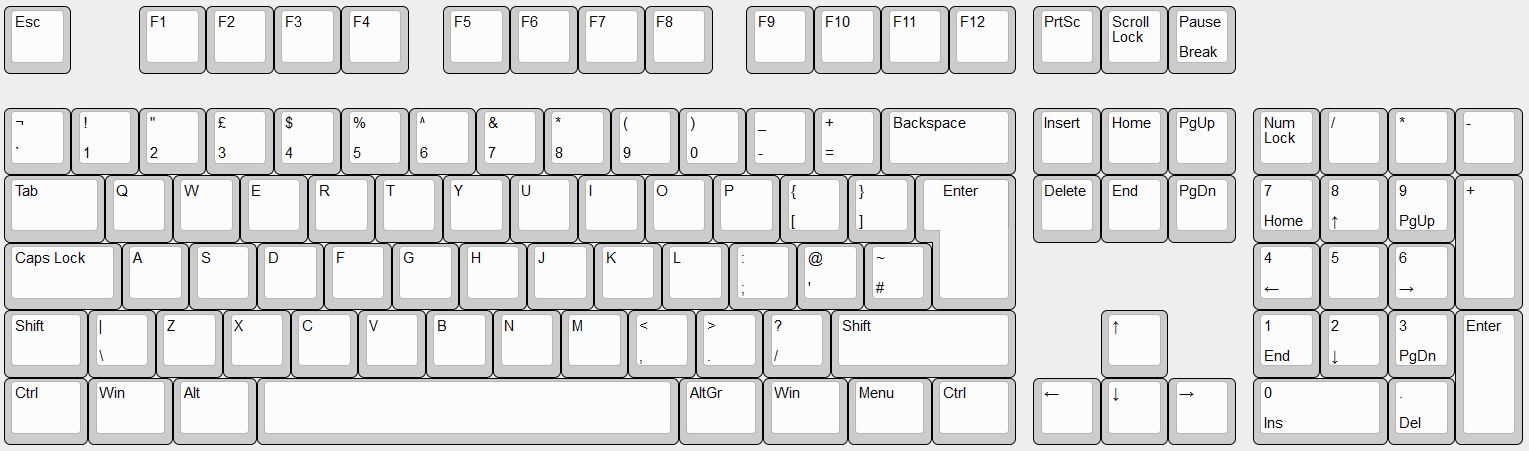 Esc F1 F2 F3 F4 F5 F6 F7 F8 F9 F10 F11 F12 PrtSc Scroll Pause
Lock Break
¬ ! " £ $ % ^ & * ( ) _ + Backspace Insert Home PgUp Num / * -
` 1 2 3 4 5 6 7 8 9 0 - = Lock
Tab Q W E R T Y U I O P { } Enter Delete End PgDn 7 8 9 +
[ ] Home ↑ PgUp
Caps Lock A S D F G H J K L : @ ~ 4 5 6
; ' # ← →
Shift | Z X C V B N M < > ? Shift ↑ 1 2 3 Enter
\ , . / End ↓ PgDn
Ctrl Win Alt AltGr Win Menu Ctrl ← ↓ → 0 .
Ins Del